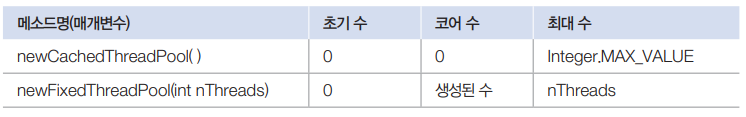 메소드명(매개변수) 초기 수 코어 수 최대 수
newCachedThreadPool( ) 0 0 Integer.MAX_VALUE
newFixedThreadPool(int nThreads) 0 생성된 수 nThreads